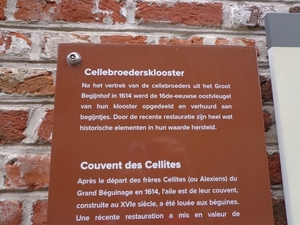 Cellebroedersklooster
Na het vertrek van de cellebroeders uit het Groot
Begijnhof in 1614 werd de 16de-eeuwse oostvleugel
van hun klooster opgedeeld en verhuurd aan
begijntjes. Door de recente restauratie zijn heel wat
historische elementen in hun waarde hersteld.
Couvent des Cellites
Après le départ des frères Cellites (ou Alexiens) du
Grand Béguinage en 1614, l'aile est de leur couvent,
construite au XVIe siècle, a été louée aux béguines.
Une récente restauration a mis en valeur de